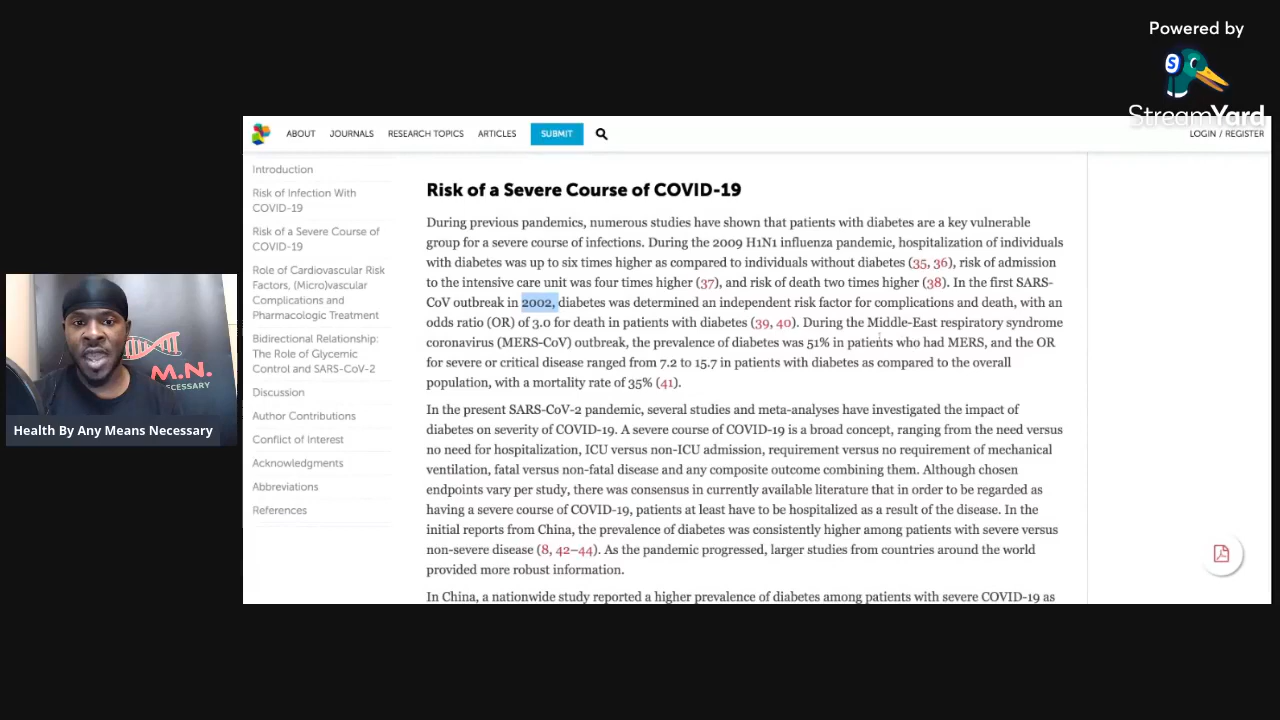 Powered by
S
StreamYard
ABOUT JOURNALS RESEARCH TOPICS ARTICLES SUBMIT
LOGIN / REGISTER
Introduction
Risk of Infection With
COVID-19
Risk of a Severe Course of
COVID-19
Role of Cardiovascular Risk
Factors, (Micro)vascular
Complications and
Pharmacologic Treatment
Bidirectional Relationship:
The Role of Glycemic
Control and SARS-CoV-2
Discussion
Author Contributions
Conflict of Interest
Acknowledgments
Abbreviations
References
Risk of a Severe Course of COVID-19
During previous pandemics, numerous studies have shown that patients with diabetes are a key vulnerable
group for a severe course of infections. During the 2009 H1N1 influenza pandemic, hospitalization of individuals
with diabetes was up to six times higher as compared to individuals without diabetes (35, 36), risk of admission
to the intensive care unit was four times higher (37), and risk of death two times higher (38). In the first SARS-
CoV outbreak in 2002, diabetes was determined an independent risk factor for complications and death, with an
odds ratio (OR) of 3.0 for death in patients with diabetes (39, 40). During the Middle-East respiratory syndrome
coronavirus (MERS-CoV) outbreak, the prevalence of diabetes was 51% in patients who had MERS, and the OR
for severe or critical disease ranged from 7.2 to 15.7 in patients with diabetes as compared to the overall
population, with a mortality rate of 35% (41).
In the present SARS-CoV-2 pandemic, several studies and meta-analyses have investigated the impact of
diabetes on severity of COVID-19. A severe course of COVID-19 is a broad concept, ranging from the need versus
no need for hospitalization, ICU versus non-ICU admission, requirement versus no requirement of mechanical
ventilation, fatal versus non-fatal disease and any composite outcome combining them. Although chosen
endpoints vary per study, there was consensus in currently available literature that in order to be regarded as
having a severe course of COVID-19, patients at least have to be hospitalized as a result of the disease. In the
initial reports from China, the prevalence of diabetes was consistently higher among patients with severe versus
non-severe disease (8, 42–44). As the pandemic progressed, larger studies from countries around the world
provided more robust information.
In China, a nationwide study reported a higher prevalence of diabetes among patients with severe COVID-19 as
M.N.
NECESSARY
Health By Any Means Necessary